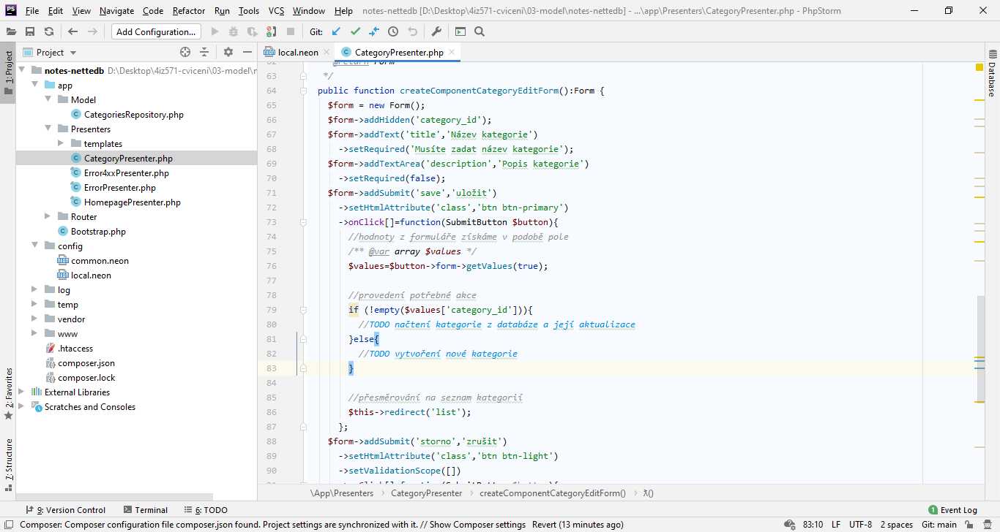 File Edit View Navigate Code Refactor Run Tools VCS Window Help notes-nettedb [D:\Desktop\4iz571-cviceni\03-model\notes-nettedb] - ...\app\Presenters\CategoryPresenter.php - PhpStorm
Add Configuration... Git:
Project
local.neon
CategoryPresenter.php
1: Project
2: Favorites
7: Structure
Database
notes-nettedb D:\Desktop\4iz571-cviceni\03-model\r
app
Model
CategoriesRepository.php
Presenters
templates
CategoryPresenter.php
Error4xxPresenter.php
ErrorPresenter.php
HomepagePresenter.php
Router
Bootstrap.php
config
common.neon
local.neon
log
temp
vendor
www
.htaccess
composer.json
composer.lock
External Libraries
Scratches and Consoles
62 @return Form
63 */
64 public function createComponentCategoryEditForm():Form {
65 $form = new Form();
66 $form->addHidden('category_id');
67 $form->addText('title','Název kategorie')
68 ->setRequired('Musíte zadat název kategorie');
69 $form->addTextArea('description','Popis kategorie')
70 ->setRequired(false);
71 $form->addSubmit('save','uložit')
72 ->setHtmlAttribute('class','btn btn-primary')
73 ->onClick[]=function(SubmitButton $button){
74 //hodnoty z formuláře získáme v podobě pole
75 /** @var array $values */
76 $values=$button->form->getValues(true);
77
78 //provedení potřebné akce
79 if (!empty($values['category_id'])){
80 //TODO načtení kategorie z databáze a její aktualizace
81 }else{
82 //TODO vytvoření nové kategorie
83 }
84
85 //přesměrování na seznam kategorií
86 $this->redirect('list');
87 };
88 $form->addSubmit('storno','zrušit')
89 ->setHtmlAttribute('class','btn btn-light')
90 ->setValidationScope([])
91 ->onClick[]=function(SubmitButton $button){
\App\Presenters › CategoryPresenter › createComponentCategoryEditForm() › λ()
9: Version Control Terminal 6: TODO 1 Event Log
Composer: Composer configuration file composer.json found. Project settings are synchronized with it. // Show Composer settings Revert (13 minutes ago) 83:10 LF UTF-8 2 spaces Git: main